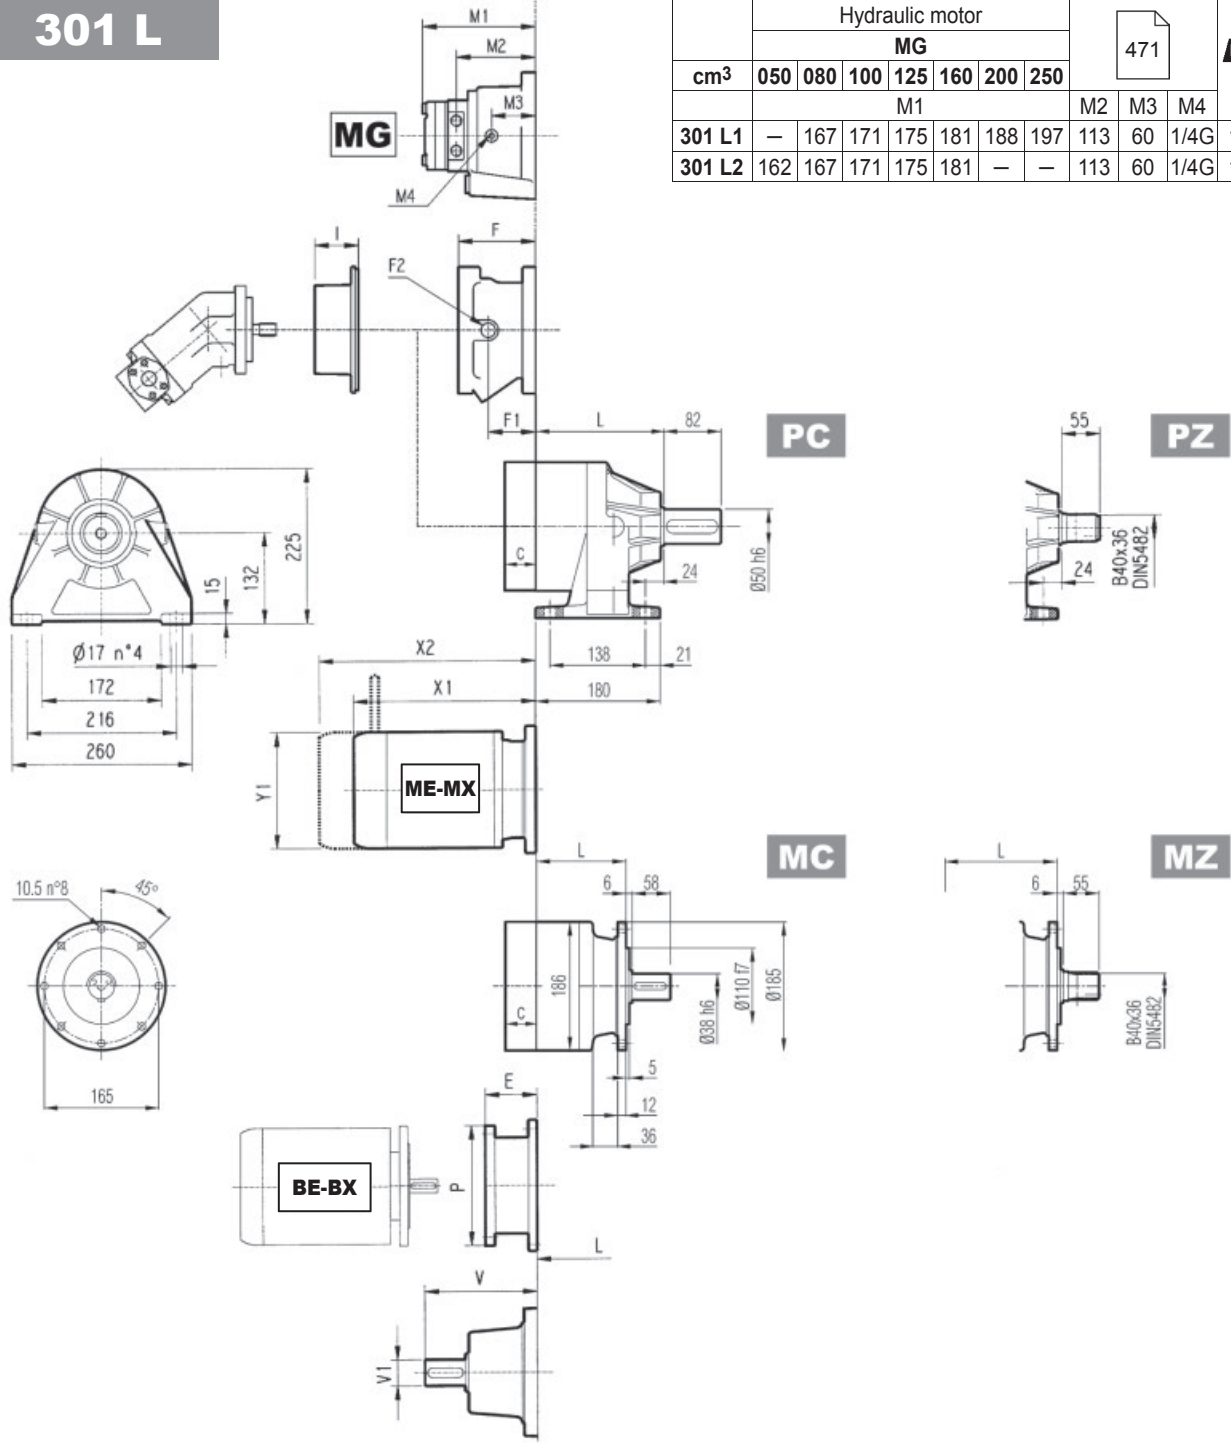 301 L
Hydraulic motor
MG
471
cm³ 050 080 100 125 160 200 250
M1 M2 M3 M4
301 L1 – 167 171 175 181 188 197 113 60 1/4G
301 L2 162 167 171 175 181 – – 113 60 1/4G
M1
M2
M3
MG
M4
I
F
F2
F1
L
82
PC
55
PZ
C
24
Ø50 h6
138
21
180
24
B40x36
DIN5482
225
132
15
Ø17 n°4
172
216
260
X2
X1
Y1
ME-MX
MC
MZ
L
6
58
L
6
55
10.5 n°8
45°
165
186
C
Ø38 h6
Ø110 f7
Ø185
B40x36
DIN5482
5
12
36
E
P
BE-BX
L
V
V1